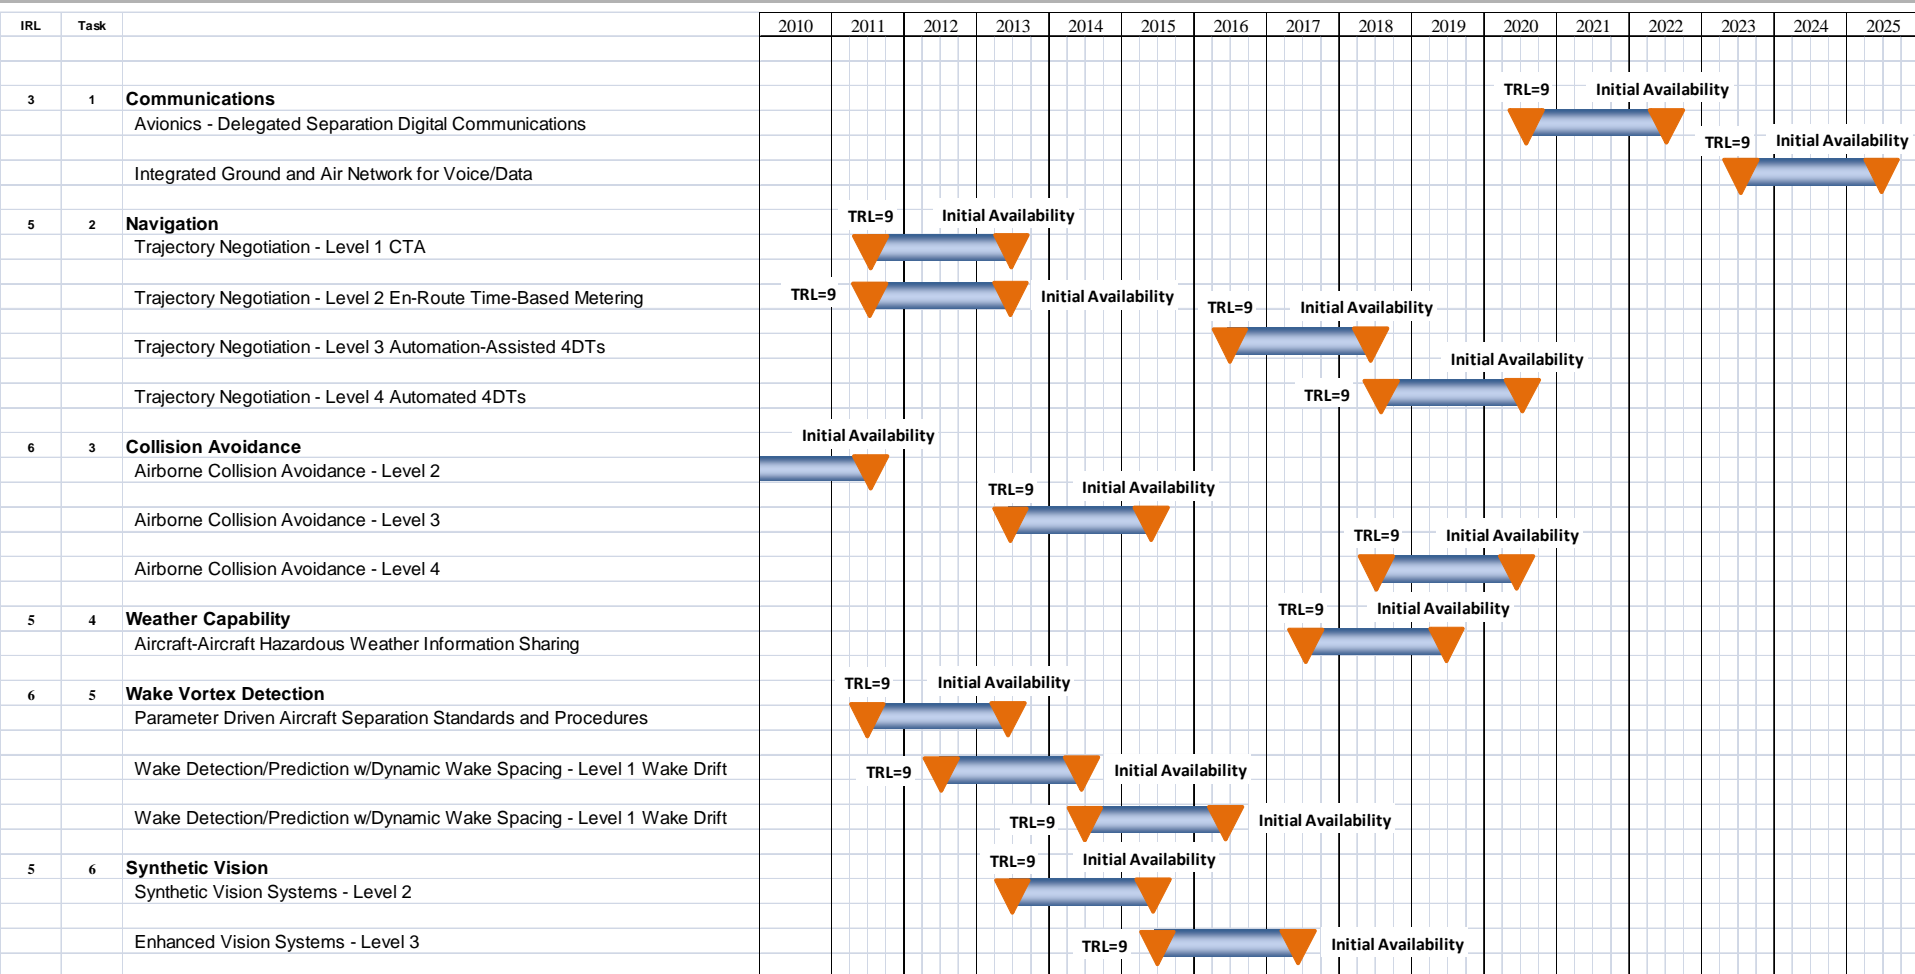 IRL Task 2010 2011 2012 2013 2014 2015 2016 2017 2018 2019 2020 2021 2022 2023 2024 2025
TRL=9 Initial Availability
3 1 Communications
Avionics - Delegated Separation Digital Communications
TRL=9 Initial Availability
Integrated Ground and Air Network for Voice/Data
TRL=9 Initial Availability
5 2 Navigation
Trajectory Negotiation - Level 1 CTA
Trajectory Negotiation - Level 2 En-Route Time-Based Metering TRL=9 Initial Availability
TRL=9 Initial Availability
Trajectory Negotiation - Level 3 Automation-Assisted 4DTs
Initial Availability
Trajectory Negotiation - Level 4 Automated 4DTs TRL=9
Initial Availability
6 3 Collision Avoidance
Airborne Collision Avoidance - Level 2
TRL=9 Initial Availability
Airborne Collision Avoidance - Level 3
TRL=9 Initial Availability
Airborne Collision Avoidance - Level 4
TRL=9 Initial Availability
5 4 Weather Capability
Aircraft-Aircraft Hazardous Weather Information Sharing
TRL=9 Initial Availability
6 5 Wake Vortex Detection
Parameter Driven Aircraft Separation Standards and Procedures
Wake Detection/Prediction w/Dynamic Wake Spacing - Level 1 Wake Drift TRL=9 Initial Availability
Wake Detection/Prediction w/Dynamic Wake Spacing - Level 1 Wake Drift TRL=9 Initial Availability
TRL=9 Initial Availability
5 6 Synthetic Vision
Synthetic Vision Systems - Level 2
Enhanced Vision Systems - Level 3 TRL=9 Initial Availability